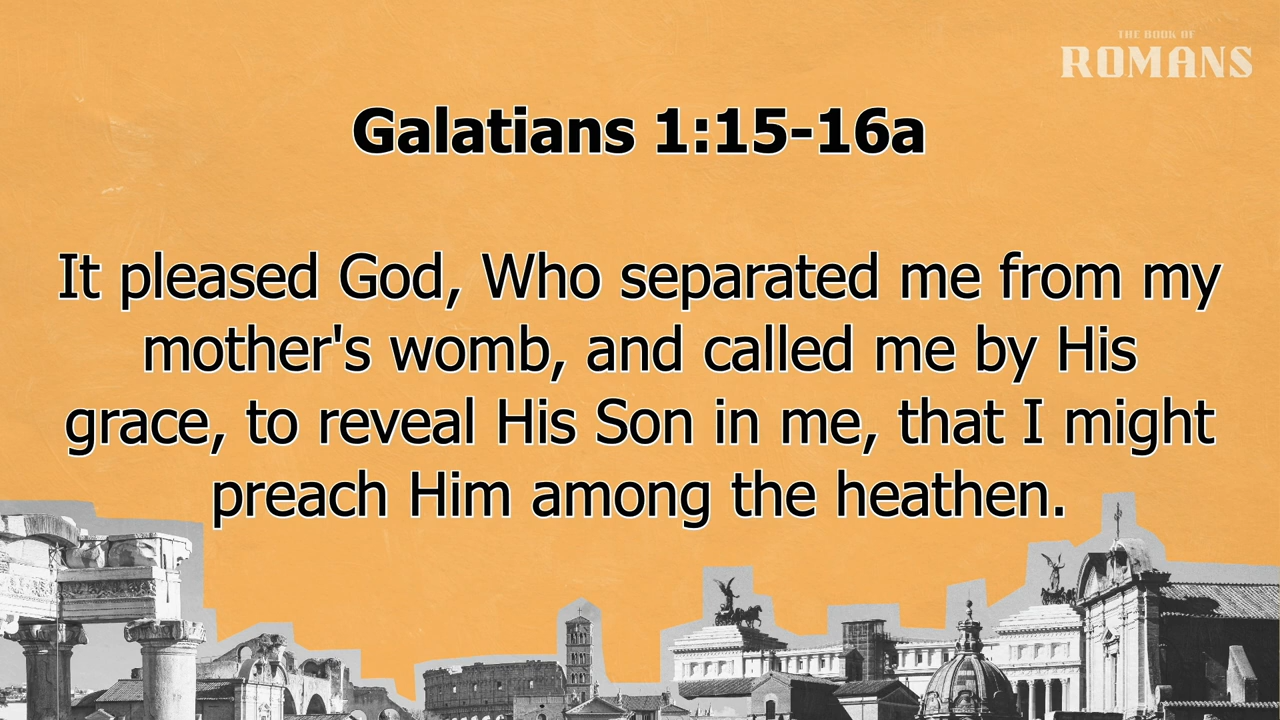 THE BOOK OF
ROMANS
Galatians 1:15-16a
It pleased God, Who separated me from my
mother's womb, and called me by His
grace, to reveal His Son in me, that I might
preach Him among the heathen.